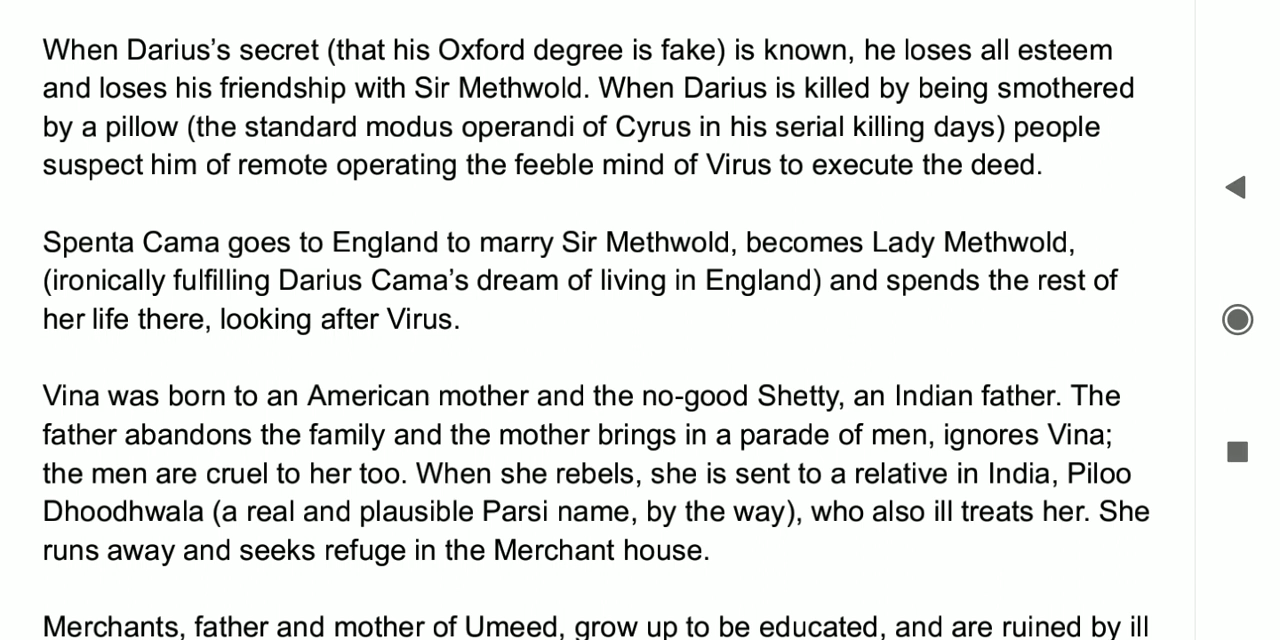 When Darius’s secret (that his Oxford degree is fake) is known, he loses all esteem
and loses his friendship with Sir Methwold. When Darius is killed by being smothered
by a pillow (the standard modus operandi of Cyrus in his serial killing days) people
suspect him of remote operating the feeble mind of Virus to execute the deed.
Spenta Cama goes to England to marry Sir Methwold, becomes Lady Methwold,
(ironically fulfilling Darius Cama’s dream of living in England) and spends the rest of
her life there, looking after Virus.
Vina was born to an American mother and the no-good Shetty, an Indian father. The
father abandons the family and the mother brings in a parade of men, ignores Vina;
the men are cruel to her too. When she rebels, she is sent to a relative in India, Piloo
Dhoodhwala (a real and plausible Parsi name, by the way), who also ill treats her. She
runs away and seeks refuge in the Merchant house.
Merchants, father and mother of Umeed, grow up to be educated, and are ruined by ill